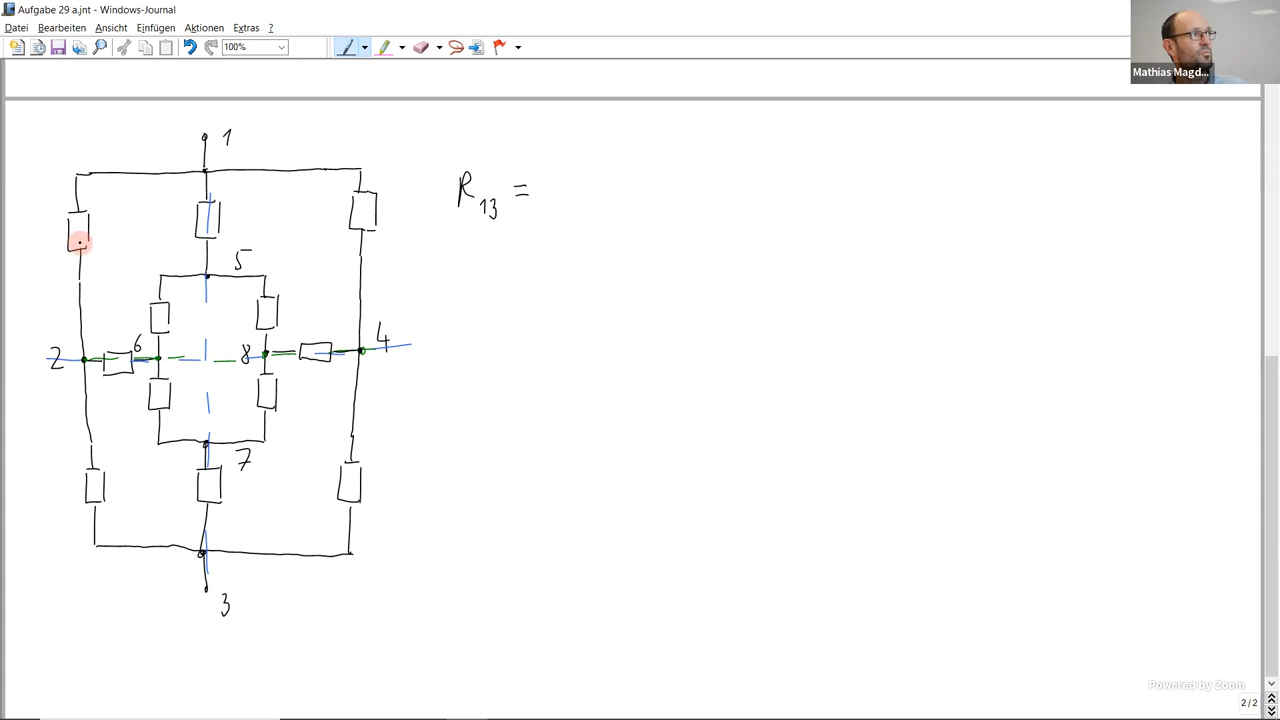 Aufgabe 29 a.jnt - Windows-Journal
Datei Bearbeiten Ansicht Einfügen Aktionen Extras ?
100%
Mathias Magd...
1
R13 =
5
2 6 8 4
7
3
Powered by Zoom
2/2